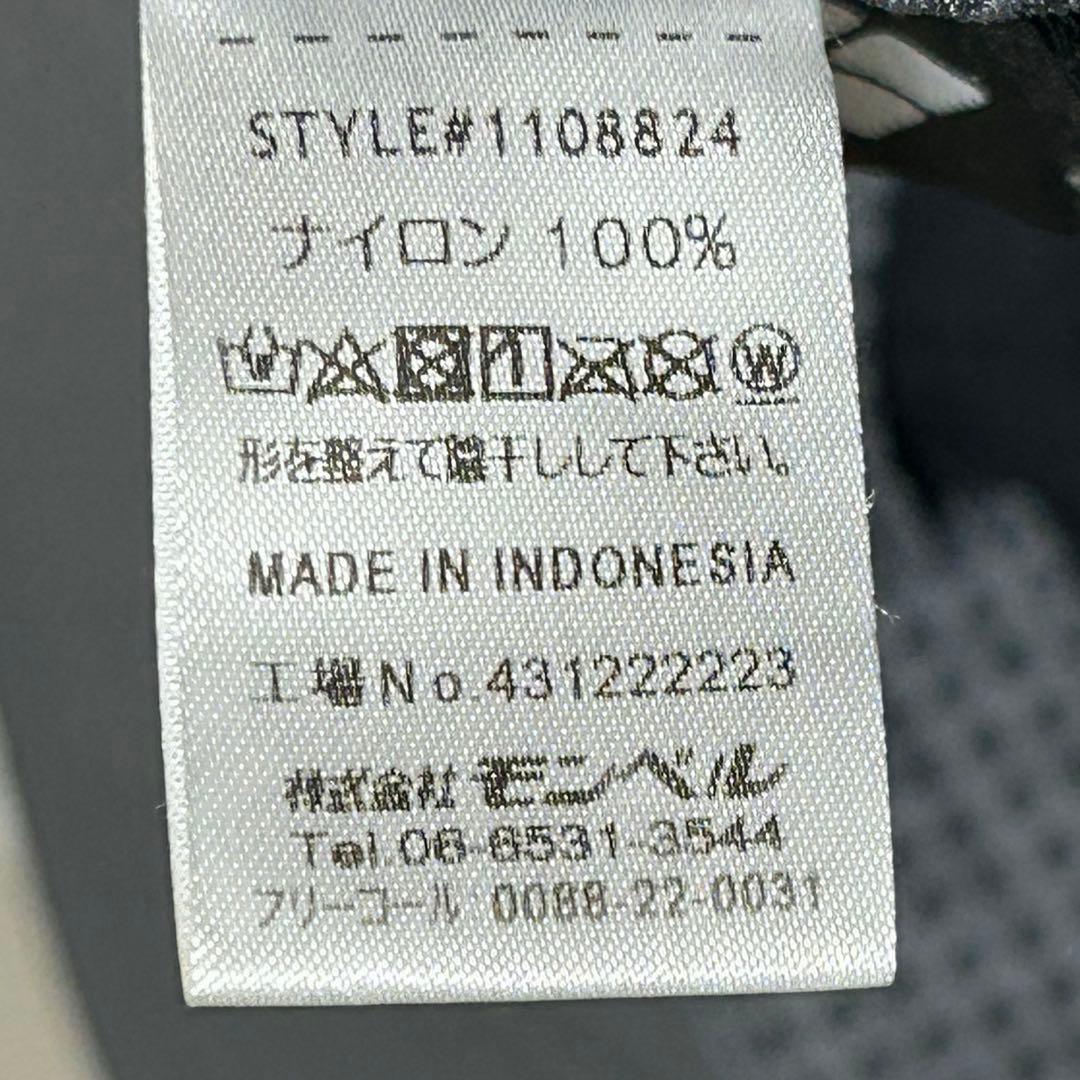 STYLE#1108824
ナイロン 100%
形を整えて陰干しして下さい。
MADE IN INDONESIA
工場No.431222223
株式会社 モンベル
Tel.06-6531-3544
フリーコール:0088-22-0031